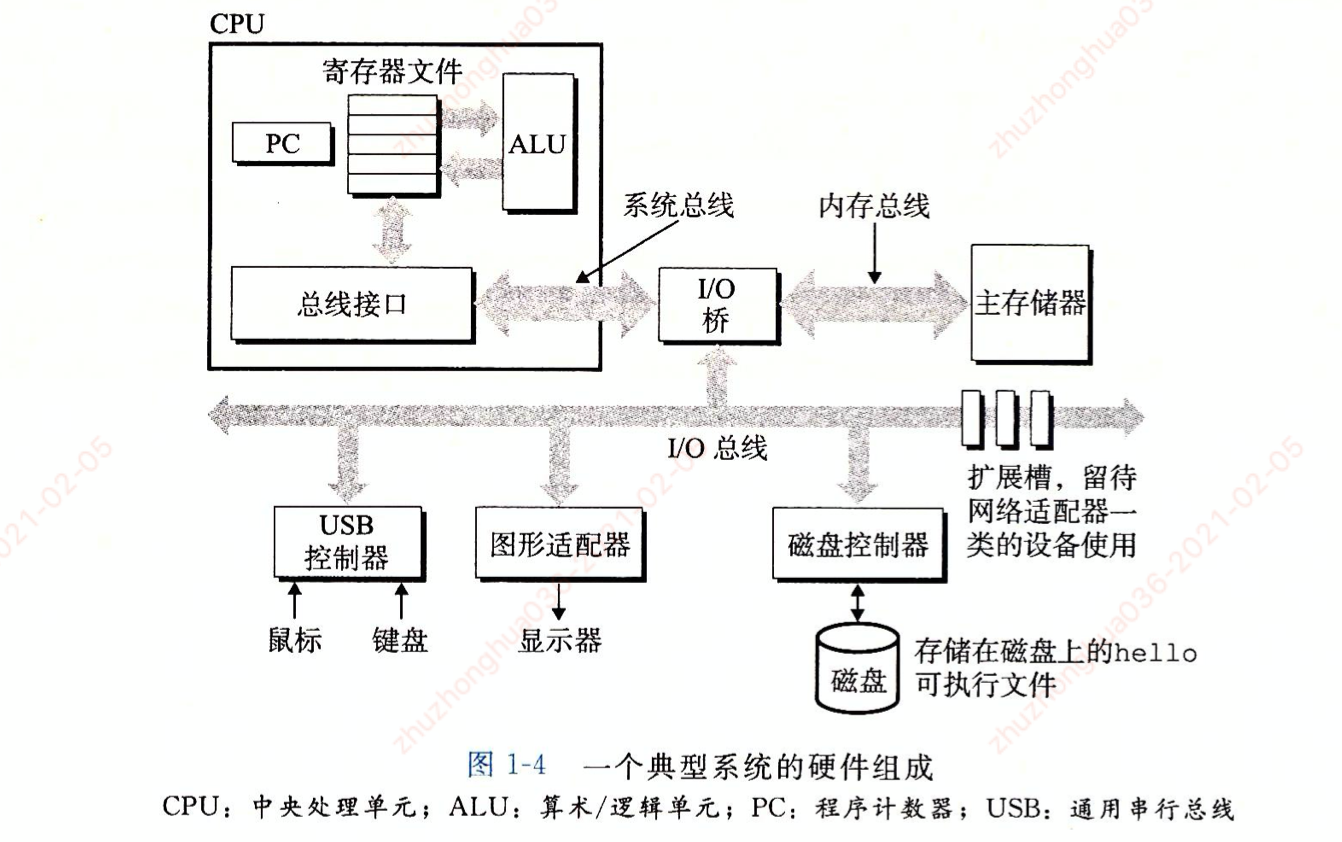 CPU
寄存器文件
PC
ALU
系统总线
内存总线
总线接口
I/O
桥
主存储器
I/O 总线
扩展槽，留待
网络适配器一
类的设备使用
USB
控制器
图形适配器
磁盘控制器
鼠标
键盘
显示器
磁盘
存储在磁盘上的hello
可执行文件
图 1-4 一个典型系统的硬件组成
CPU：中央处理单元；ALU：算术/逻辑单元；PC：程序计数器；USB：通用串行总线
zhuzhonghua036-2021-02-05